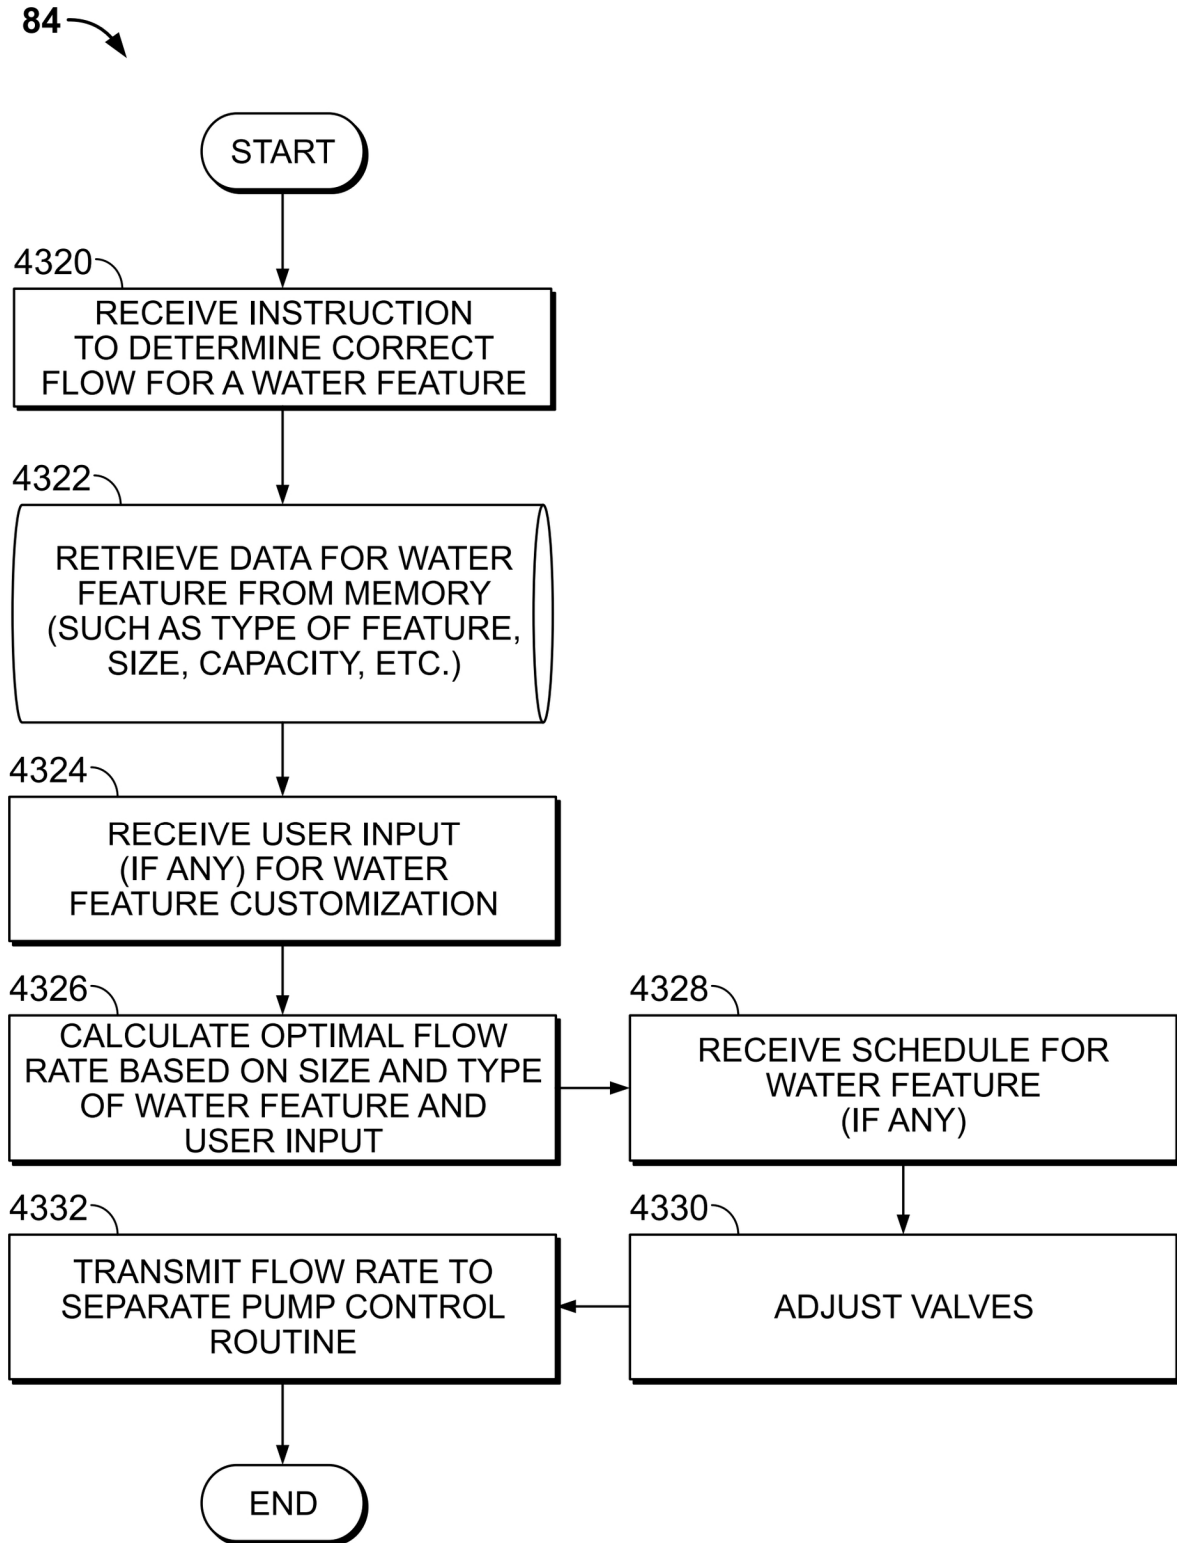 84
START
4320
RECEIVE INSTRUCTION
TO DETERMINE CORRECT
FLOW FOR A WATER FEATURE
4322
RETRIEVE DATA FOR WATER
FEATURE FROM MEMORY
(SUCH AS TYPE OF FEATURE,
SIZE, CAPACITY, ETC.)
4324
RECEIVE USER INPUT
(IF ANY) FOR WATER
FEATURE CUSTOMIZATION
4326
CALCULATE OPTIMAL FLOW
RATE BASED ON SIZE AND TYPE
OF WATER FEATURE AND
USER INPUT
4328
RECEIVE SCHEDULE FOR
WATER FEATURE
(IF ANY)
4330
ADJUST VALVES
4332
TRANSMIT FLOW RATE TO
SEPARATE PUMP CONTROL
ROUTINE
END